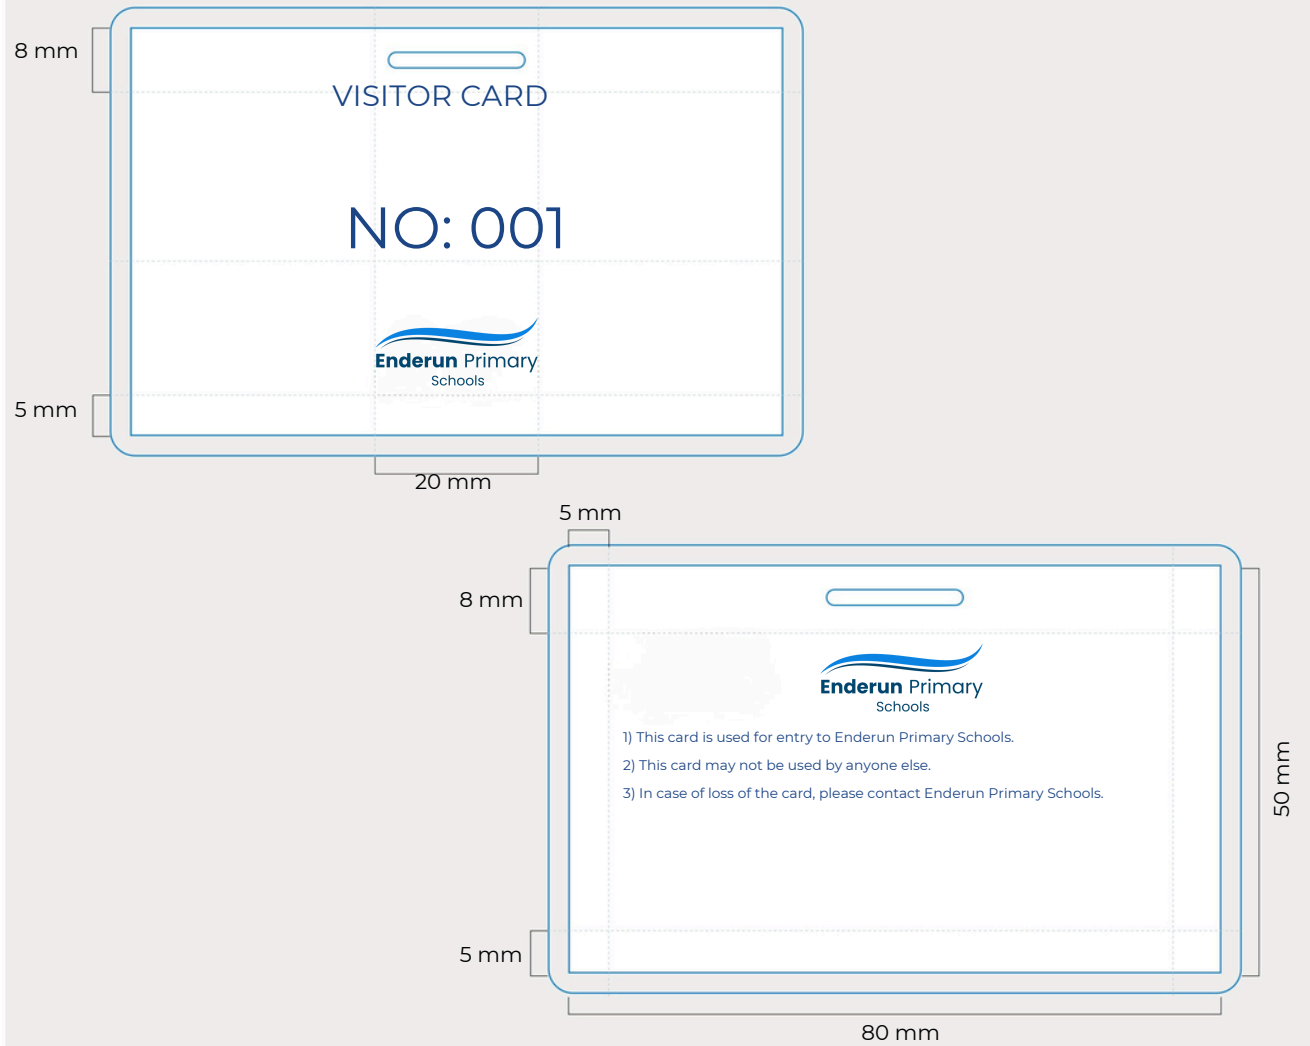 8 mm
VISITOR CARD
NO: 001
Enderun Primary
Schools
5 mm
20 mm
5 mm
8 mm
Enderun Primary
Schools
1) This card is used for entry to Enderun Primary Schools.
2) This card may not be used by anyone else.
3) In case of loss of the card, please contact Enderun Primary Schools.
50 mm
5 mm
80 mm